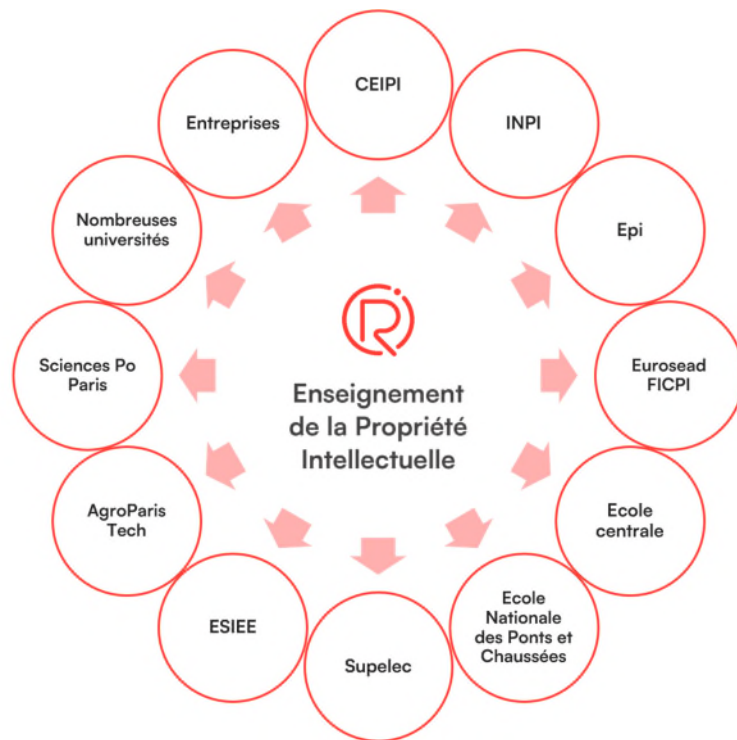 CEIPI
INPI
Epi
Eurosead
FICPI
Ecole
centrale
Ecole
Nationale
des Ponts et
Chaussées
Supelec
ESIEE
AgroParis
Tech
Sciences Po
Paris
Nombreuses
universités
Entreprises
Enseignement
de la Propriété
Intellectuelle